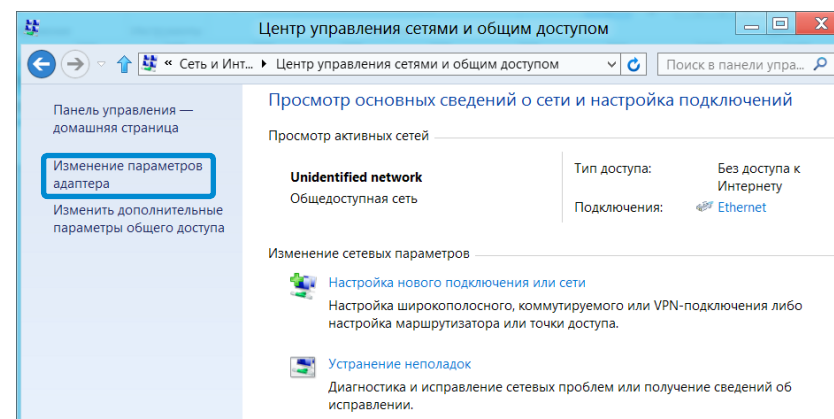 Центр управления сетями и общим доступом
« Сеть и Инт... Центр управления сетями и общим доступом
Поиск в панели упра...
Панель управления —
домашняя страница
Изменение параметров
адаптера
Изменить дополнительные
параметры общего доступа
Просмотр основных сведений о сети и настройка подключений
Просмотр активных сетей
Unidentified network
Общедоступная сеть
Тип доступа: Без доступа к
Интернету
Подключения: Ethernet
Изменение сетевых параметров
Настройка нового подключения или сети
Настройка широкополосного, коммутируемого или VPN-подключения либо
настройка маршрутизатора или точки доступа.
Устранение неполадок
Диагностика и исправление сетевых проблем или получение сведений об
исправлении.